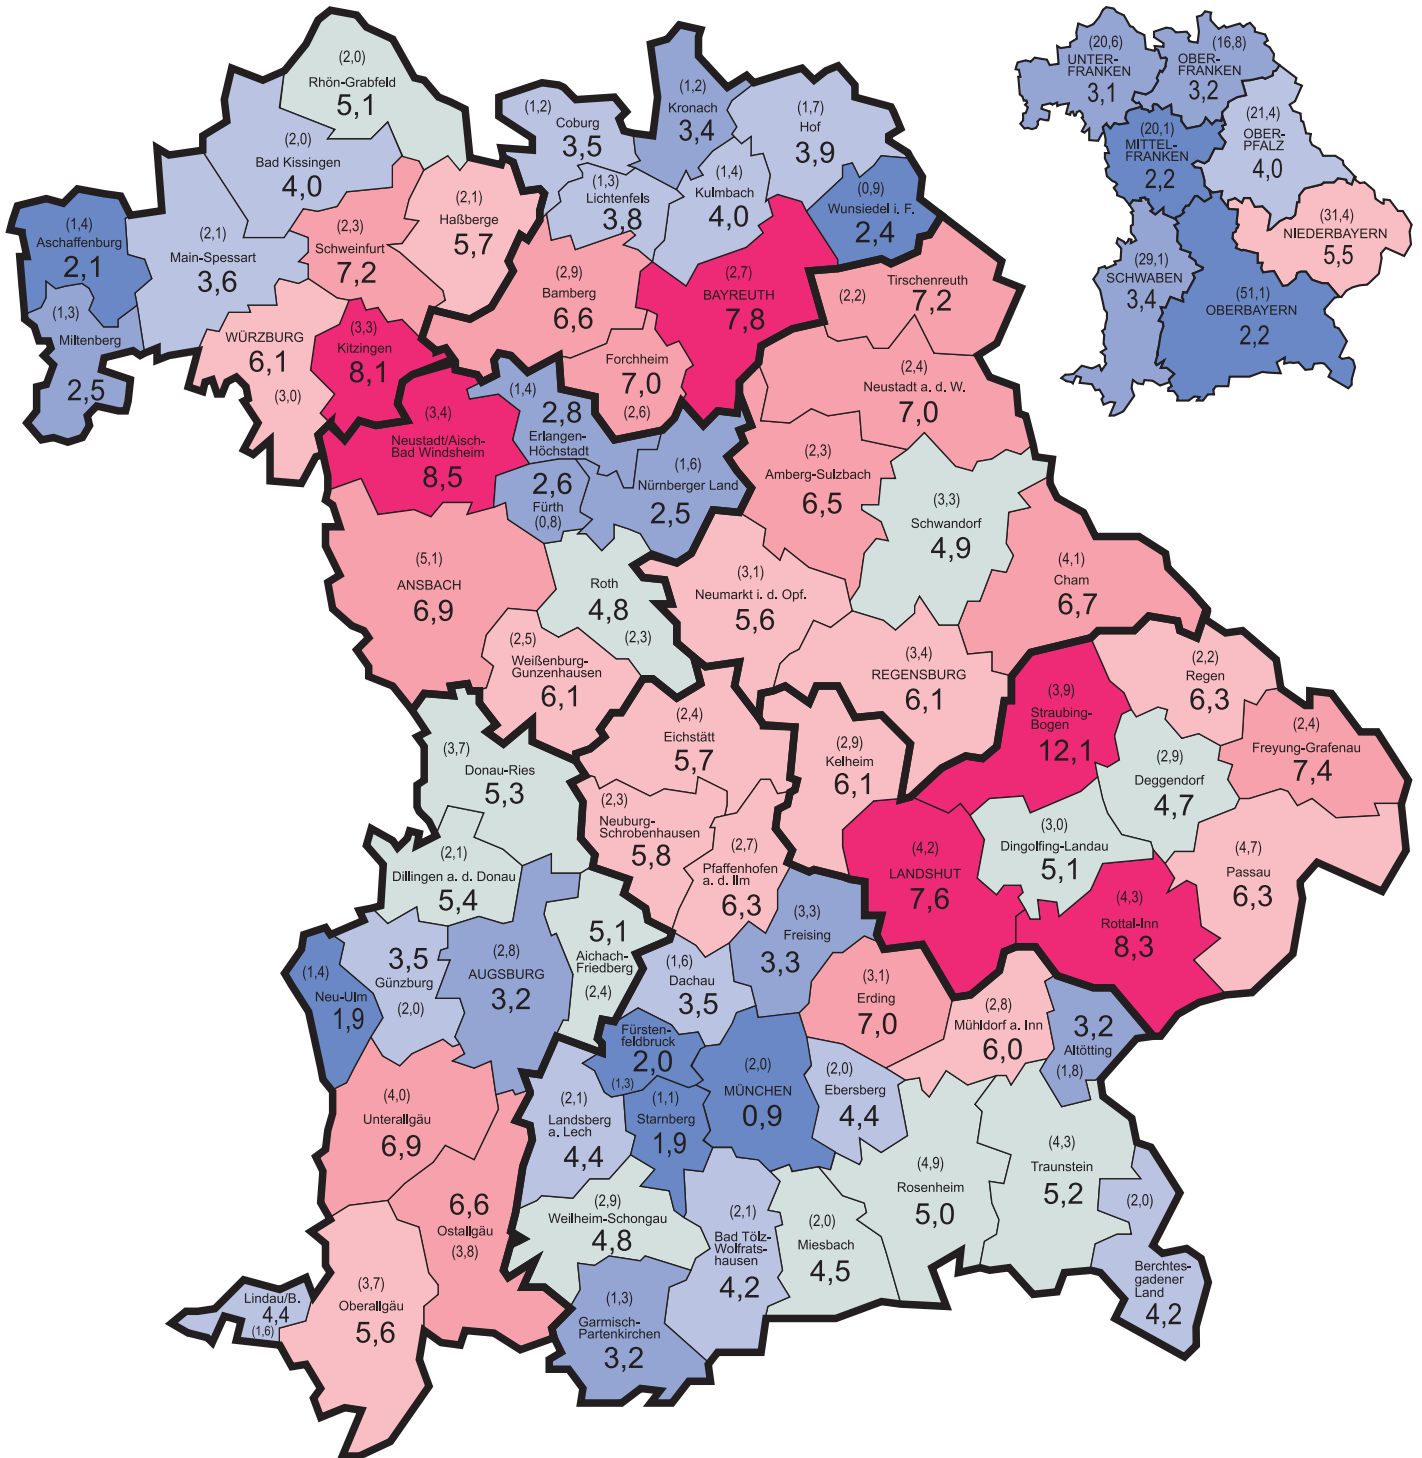 (2,0)
Rhön-Grabfeld
5,1
(2,0)
Bad Kissingen
4,0
(2,1)
Haßberge
5,7
(2,3)
Schweinfurt
7,2
(1,4)
Aschaffenburg
2,1
(2,1)
Main-Spessart
3,6
(1,3)
Miltenberg
2,5
WÜRZBURG
6,1
(3,0)
(3,3)
Kitzingen
8,1
(1,2)
Coburg
3,5
(1,2)
Kronach
3,4
(1,7)
Hof
3,9
(1,3)
Lichtenfels
3,8
(1,4)
Kulmbach
4,0
(0,9)
Wunsiedel i. F.
2,4
(2,9)
Bamberg
6,6
(2,7)
BAYREUTH
7,8
Forchheim
7,0
(2,6)
Tirschenreuth
(2,2)
7,2
(2,4)
Neustadt a. d. W.
7,0
(2,3)
Amberg-Sulzbach
6,5
(3,3)
Schwandorf
4,9
(4,1)
Cham
6,7
(3,1)
Neumarkt i. d. Opf.
5,6
(3,4)
REGENSBURG
6,1
(3,4)
Neustadt/Aisch-
Bad Windsheim
8,5
(1,4)
2,8
Erlangen-
Höchstadt
2,6
Fürth
(0,8)
(1,6)
Nürnberger Land
2,5
(5,1)
ANSBACH
6,9
Roth
4,8
(2,3)
(2,5)
Weißenburg-
Gunzenhausen
6,1
(3,9)
Straubing-
Bogen
12,1
(2,2)
Regen
6,3
(2,4)
Freyung-Grafenau
7,4
(2,9)
Deggendorf
4,7
(2,9)
Kelheim
6,1
(4,2)
LANDSHUT
7,6
(3,0)
Dingolfing-Landau
5,1
(4,3)
Rottal-Inn
8,3
(4,7)
Passau
6,3
(3,7)
Donau-Ries
5,3
(2,1)
Dillingen a. d. Donau
5,4
(1,4)
Neu-Ulm
1,9
3,5
Günzburg
(2,0)
(2,8)
AUGSBURG
3,2
5,1
Aichach-
Friedberg
(2,4)
(4,0)
Unterallgäu
6,9
6,6
Ostallgäu
(3,8)
Lindau/B.
4,4
(1,6)
(3,7)
Oberallgäu
5,6
(2,4)
Eichstätt
5,7
(2,3)
Neuburg-
Schrobenhausen
5,8
(2,7)
Pfaffenhofen
a. d. Ilm
6,3
(3,3)
Freising
3,3
(1,6)
Dachau
3,5
(3,1)
Erding
7,0
(2,8)
Mühldorf a. Inn
6,0
3,2
Altötting
(1,8)
Fürsten-
feldbruck
2,0
(1,3)
(2,0)
MÜNCHEN
0,9
(2,0)
Ebersberg
4,4
(2,1)
Landsberg
a. Lech
4,4
(1,1)
Starnberg
1,9
(2,9)
Weilheim-Schongau
4,8
(2,1)
Bad Tölz-
Wolfrats-
hausen
4,2
(2,0)
Miesbach
4,5
(4,9)
Rosenheim
5,0
(4,3)
Traunstein
5,2
(2,0)
Berchtes-
gadener
Land
4,2
(1,3)
Garmisch-
Partenkirchen
3,2
(20,6)
UNTER-
FRANKEN
3,1
(16,8)
OBER-
FRANKEN
3,2
(20,1)
MITTEL-
FRANKEN
2,2
(21,4)
OBER-
PFALZ
4,0
(31,4)
NIEDERBAYERN
5,5
(29,1)
SCHWABEN
3,4
(51,1)
OBERBAYERN
2,2